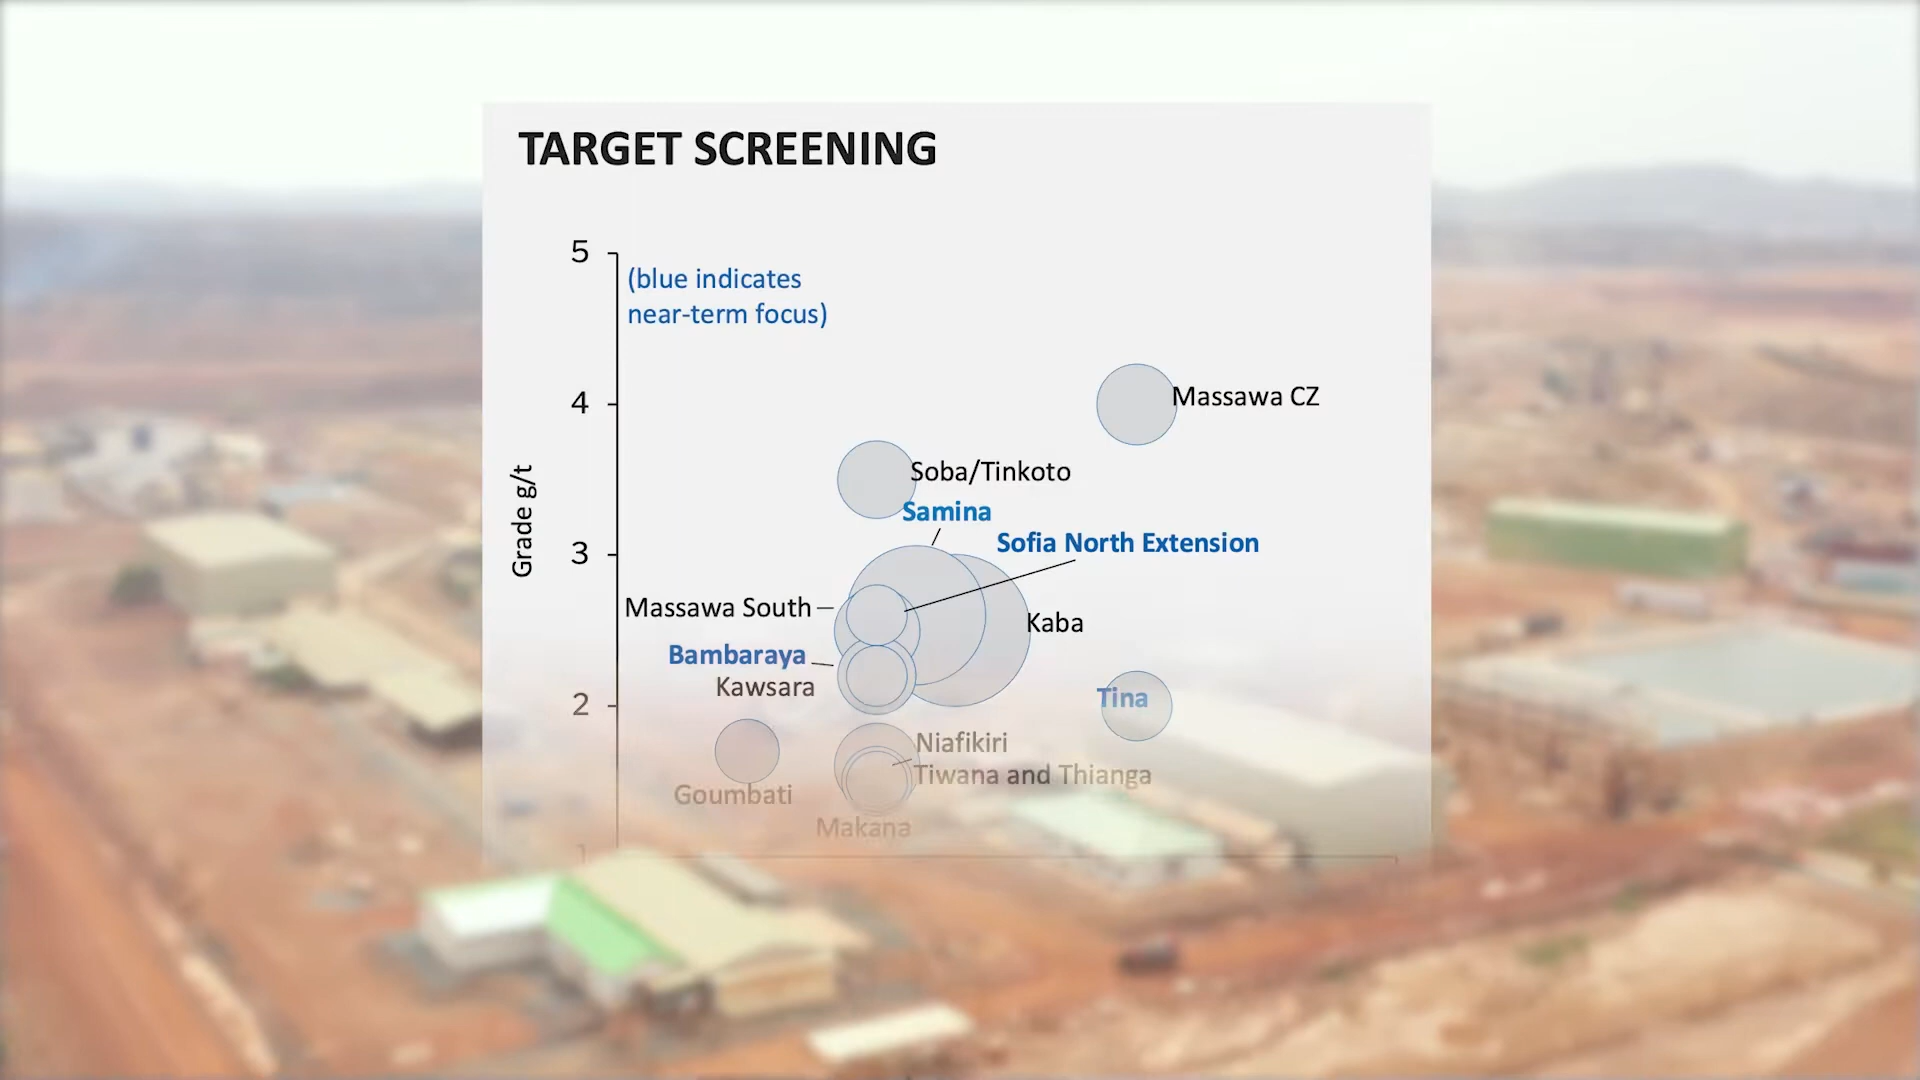 TARGET SCREENING
5
(blue indicates
near-term focus)
4
Massawa CZ
Soba/Tinkoto
Samina
Sofia North Extension
3
Grade g/t
Massawa South
Kaba
Bambaraya
Kawsara
Tina
2
Niafikiri
Tiwana and Thianga
Goumbati
Makana
1